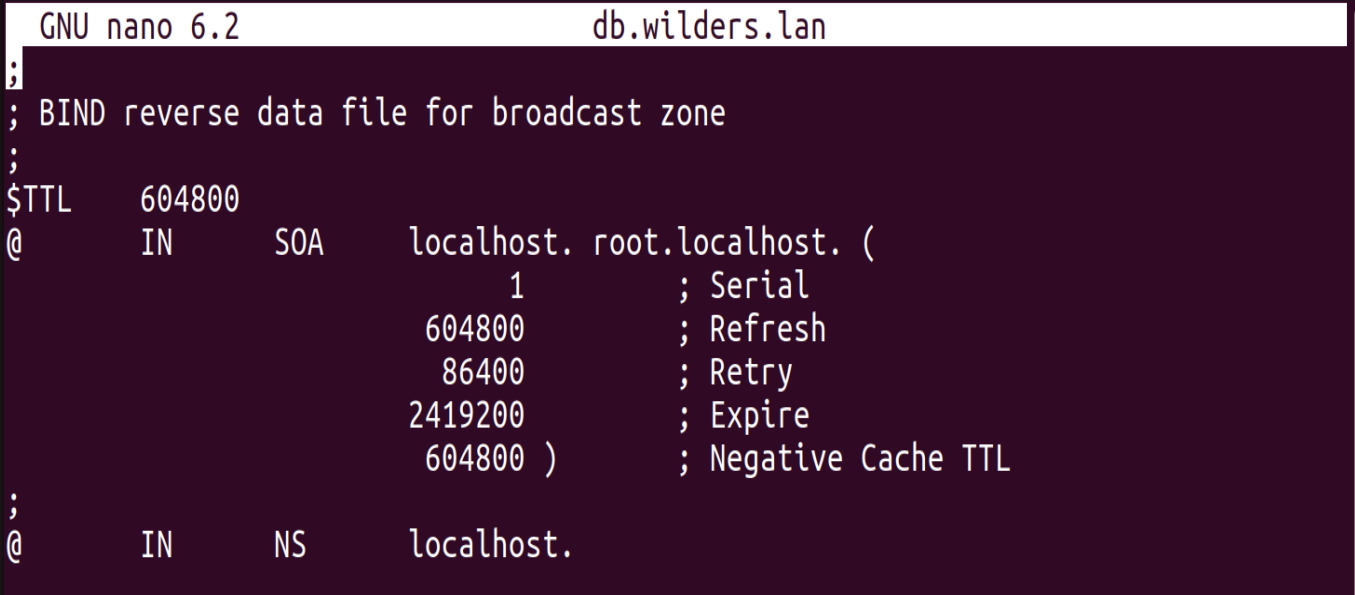 GNU nano 6.2 db.wilders.lan
;
; BIND reverse data file for broadcast zone
;
$TTL 604800
@ IN SOA localhost. root.localhost. (
1 ; Serial
604800 ; Refresh
86400 ; Retry
2419200 ; Expire
604800 ) ; Negative Cache TTL
;
@ IN NS localhost.